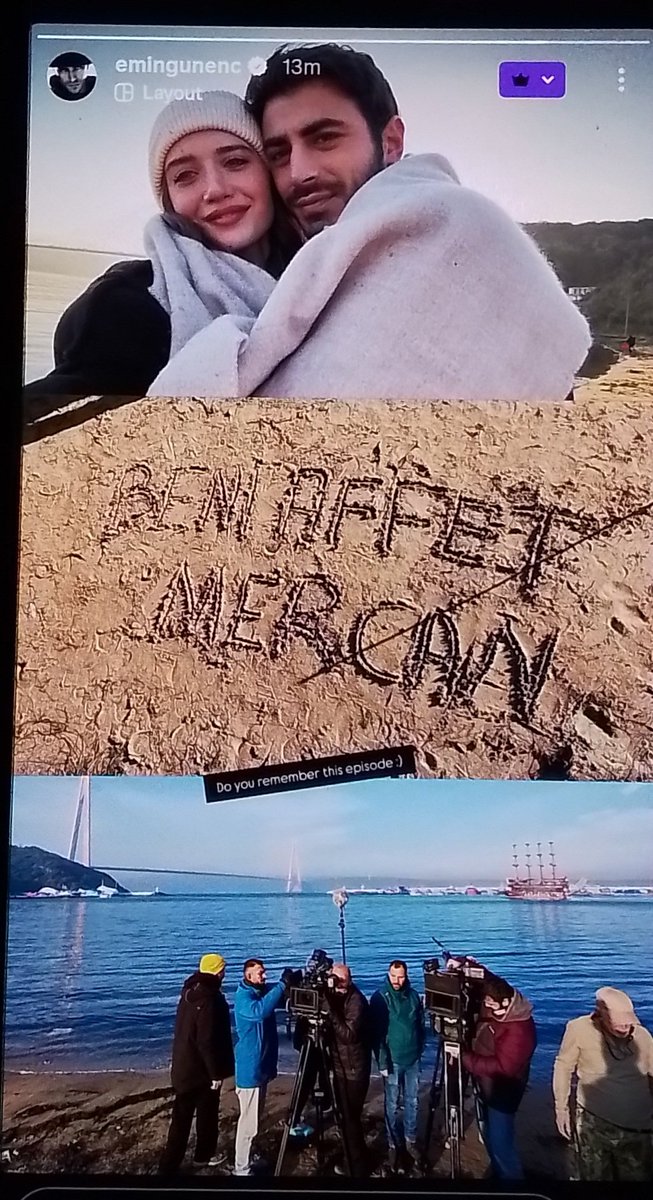 emingunenc 13m
Layout
BENİ AFFET
MERCAN
Do you remember this episode :)